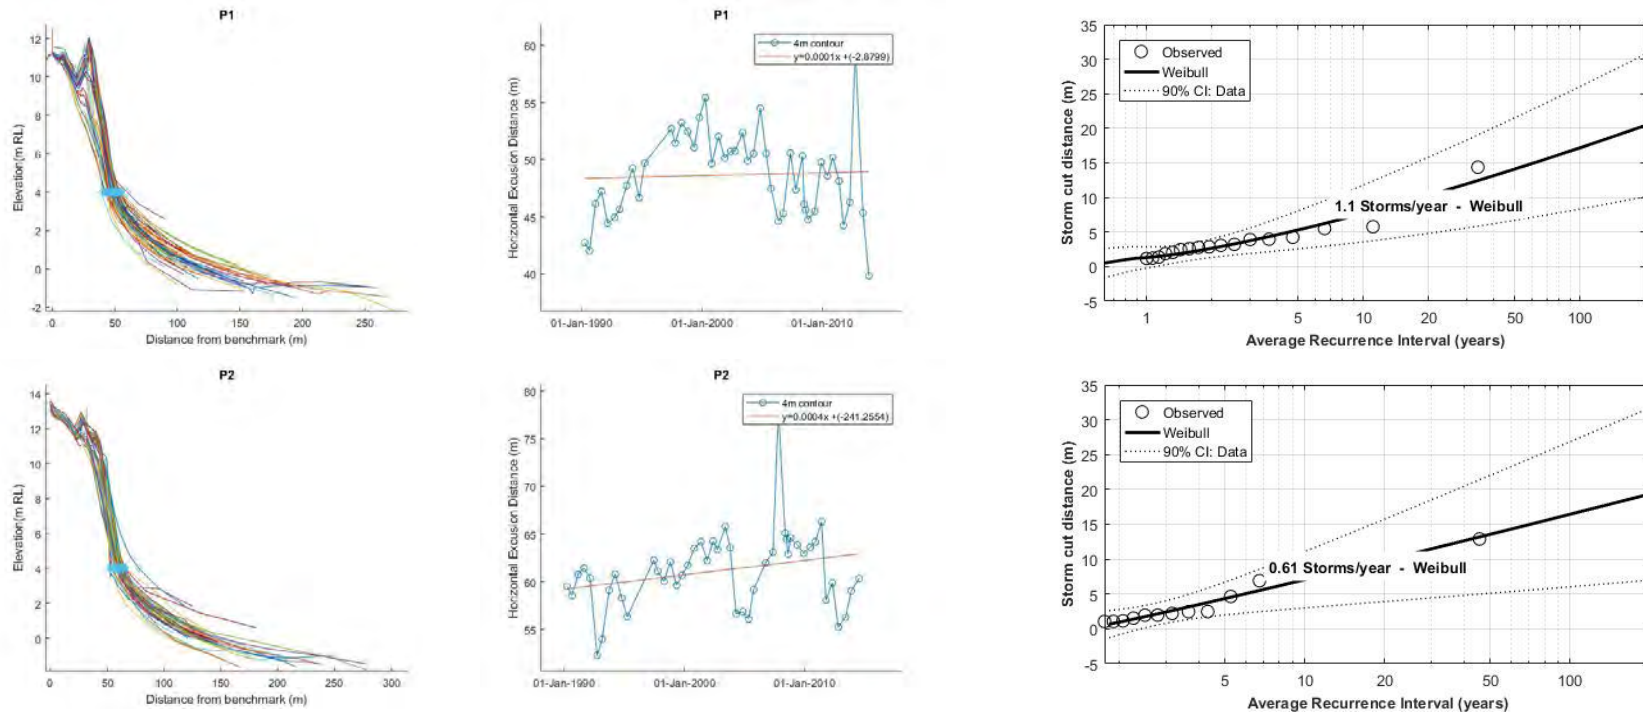 P1
12
10
8
6
4
2
0
-2
Elevation(m RL)
0
50
100
150
200
250
Distance from benchmark (m)
P1
60
55
50
45
40
Horizontal Excusion Distance (m)
4m contour
y=0.0001x +(-2.8799)
01-Jan-1990
01-Jan-2000
01-Jan-2010
35
30
25
20
15
10
5
0
-5
Storm cut distance (m)
Observed
Weibull
90% CI: Data
1.1 Storms/year - Weibull
1
5
10
20
50
100
Average Recurrence Interval (years)
P2
14
12
10
8
6
4
2
0
Elevation(m RL)
0
50
100
150
200
250
300
Distance from benchmark (m)
P2
80
75
70
65
60
55
Horizontal Excusion Distance (m)
4m contour
y=0.0004x +(-241.2554)
01-Jan-1990
01-Jan-2000
01-Jan-2010
35
30
25
20
15
10
5
0
-5
Storm cut distance (m)
Observed
Weibull
90% CI: Data
0.61 Storms/year - Weibull
5
10
20
50
100
Average Recurrence Interval (years)